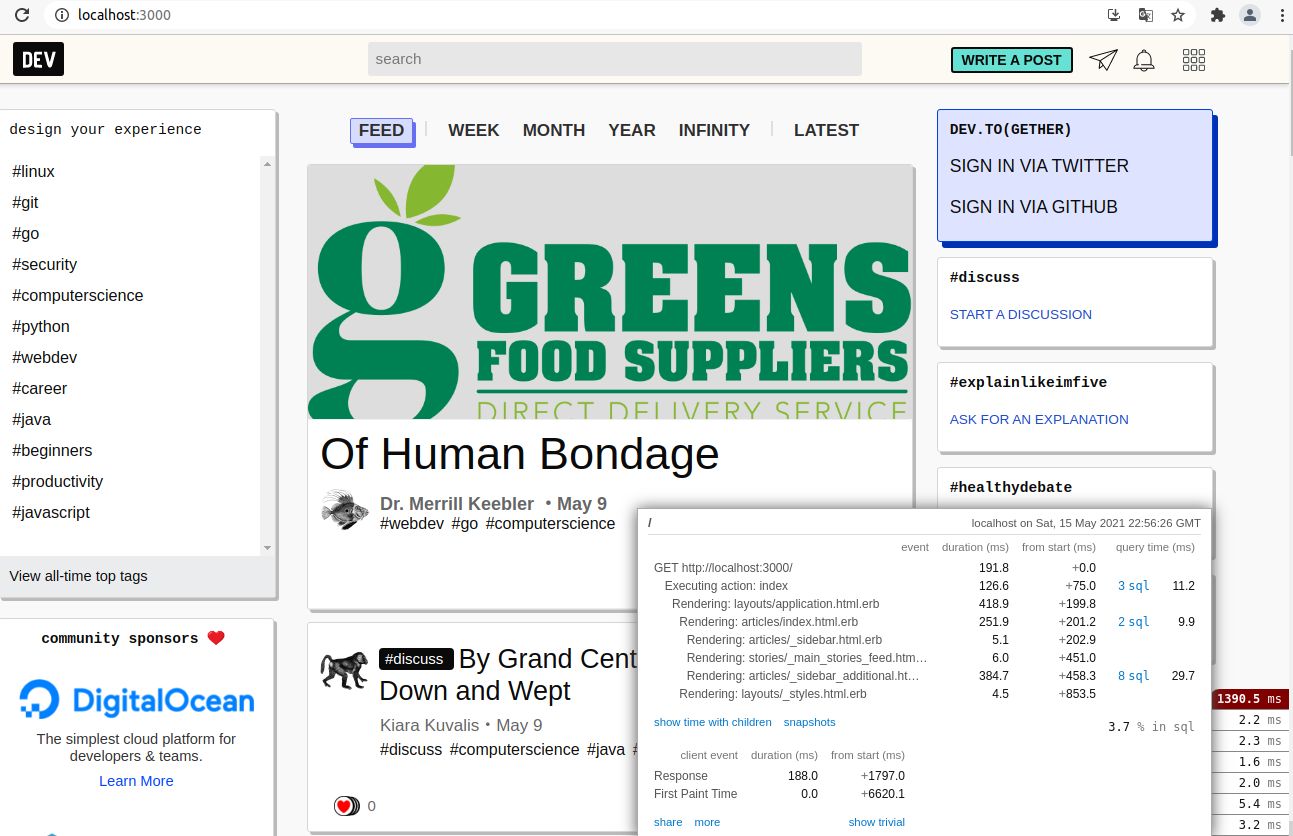 localhost:3000
DEV
search
WRITE A POST
design your experience
#linux
#git
#go
#security
#computerscience
#python
#webdev
#career
#java
#beginners
#productivity
#javascript
View all-time top tags
community sponsors ❤️
DigitalOcean
The simplest cloud platform for
developers & teams.
Learn More
FEED WEEK MONTH YEAR INFINITY LATEST
g GREENS
FOOD SUPPLIERS
DIRECT DELIVERY SERVICE
Of Human Bondage
Dr. Merrill Keebler • May 9
#webdev #go #computerscience
#discuss By Grand Cent
Down and Wept
Kiara Kuvalis • May 9
#discuss #computerscience #java #
0
DEV.TO(GETHER)
SIGN IN VIA TWITTER
SIGN IN VIA GITHUB
#discuss
START A DISCUSSION
#explainlikeimfive
ASK FOR AN EXPLANATION
#healthydebate
/ localhost on Sat, 15 May 2021 22:56:26 GMT
event duration (ms) from start (ms) query time (ms)
GET http://localhost:3000/ 191.8 +0.0
Executing action: index 126.6 +75.0 3 sql 11.2
Rendering: layouts/application.html.erb 418.9 +199.8
Rendering: articles/index.html.erb 251.9 +201.2 2 sql 9.9
Rendering: articles/_sidebar.html.erb 5.1 +202.9
Rendering: stories/_main_stories_feed.htm… 6.0 +451.0
Rendering: articles/_sidebar_additional.ht… 384.7 +458.3 8 sql 29.7
Rendering: layouts/_styles.html.erb 4.5 +853.5
show time with children snapshots 3.7 % in sql
client event duration (ms) from start (ms)
Response 188.0 +1797.0
First Paint Time 0.0 +6620.1
share more show trivial
1390.5 ms
2.2 ms
2.3 ms
1.6 ms
2.0 ms
5.4 ms
3.2 ms